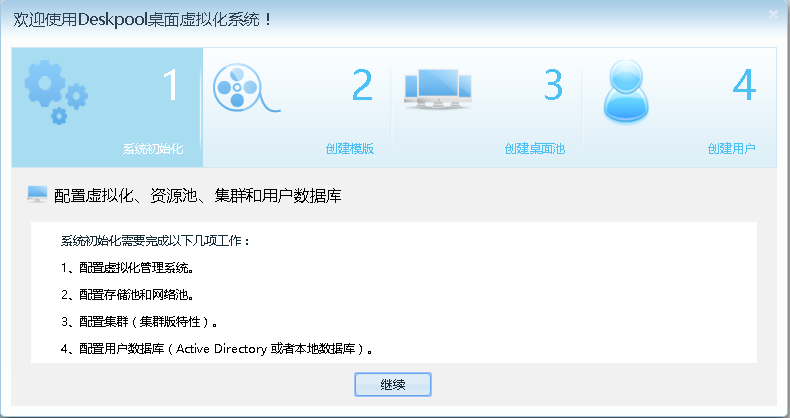 欢迎使用Deskpool桌面虚拟化系统！
1
系统初始化
2
创建模版
3
创建桌面池
4
创建用户
配置虚拟化、资源池、集群和用户数据库
系统初始化需要完成以下几项工作：
1、配置虚拟化管理系统。
2、配置存储池和网络池。
3、配置集群（集群版特性）。
4、配置用户数据库（Active Directory 或者本地数据库）。
继续